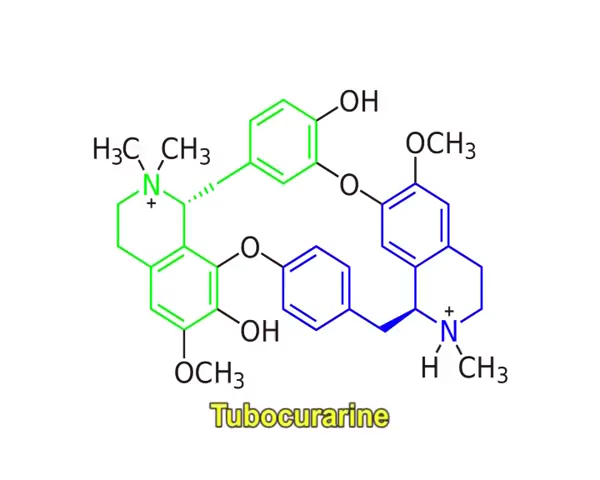 OH
H₃C CH₃
OCH₃
N
+
O
O
OH
+
N
H CH₃
OCH₃
Tubocurarine